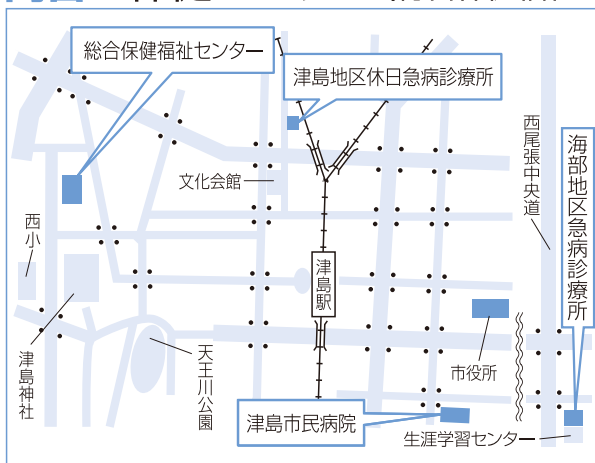 総合保健福祉センター
津島地区休日急病診療所
西尾張中央道
海部地区急病診療所
文化会館
西小
津島駅
市役所
津島神社
天王川公園
津島市民病院
生涯学習センター